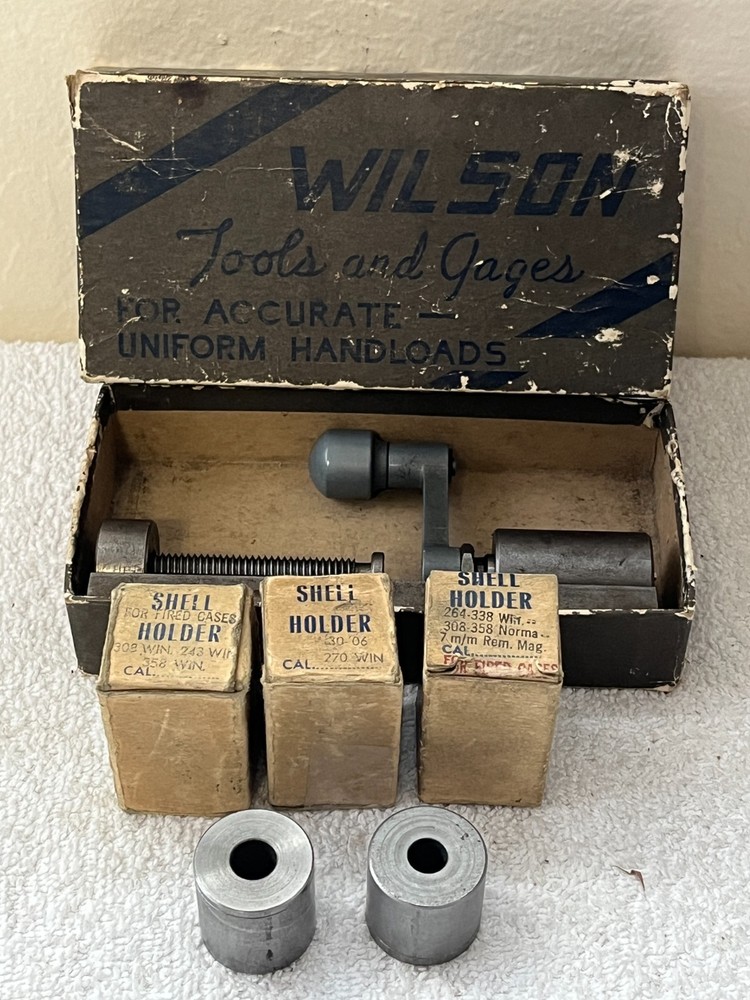 WILSON
Tools and Gages
FOR ACCURATE —
UNIFORM HANDLOADS
SHELL
FOR FIRED CASES
HOLDER
308 WIN. 243 WIN
358 WIN.
CAL.
SHELL
HOLDER
30-06
270 WIN
CAL.
SHELL
HOLDER
264-338 Win.
308-358 Norma
7 m/m Rem. Mag.
CAL.
FOR FIRED CASES